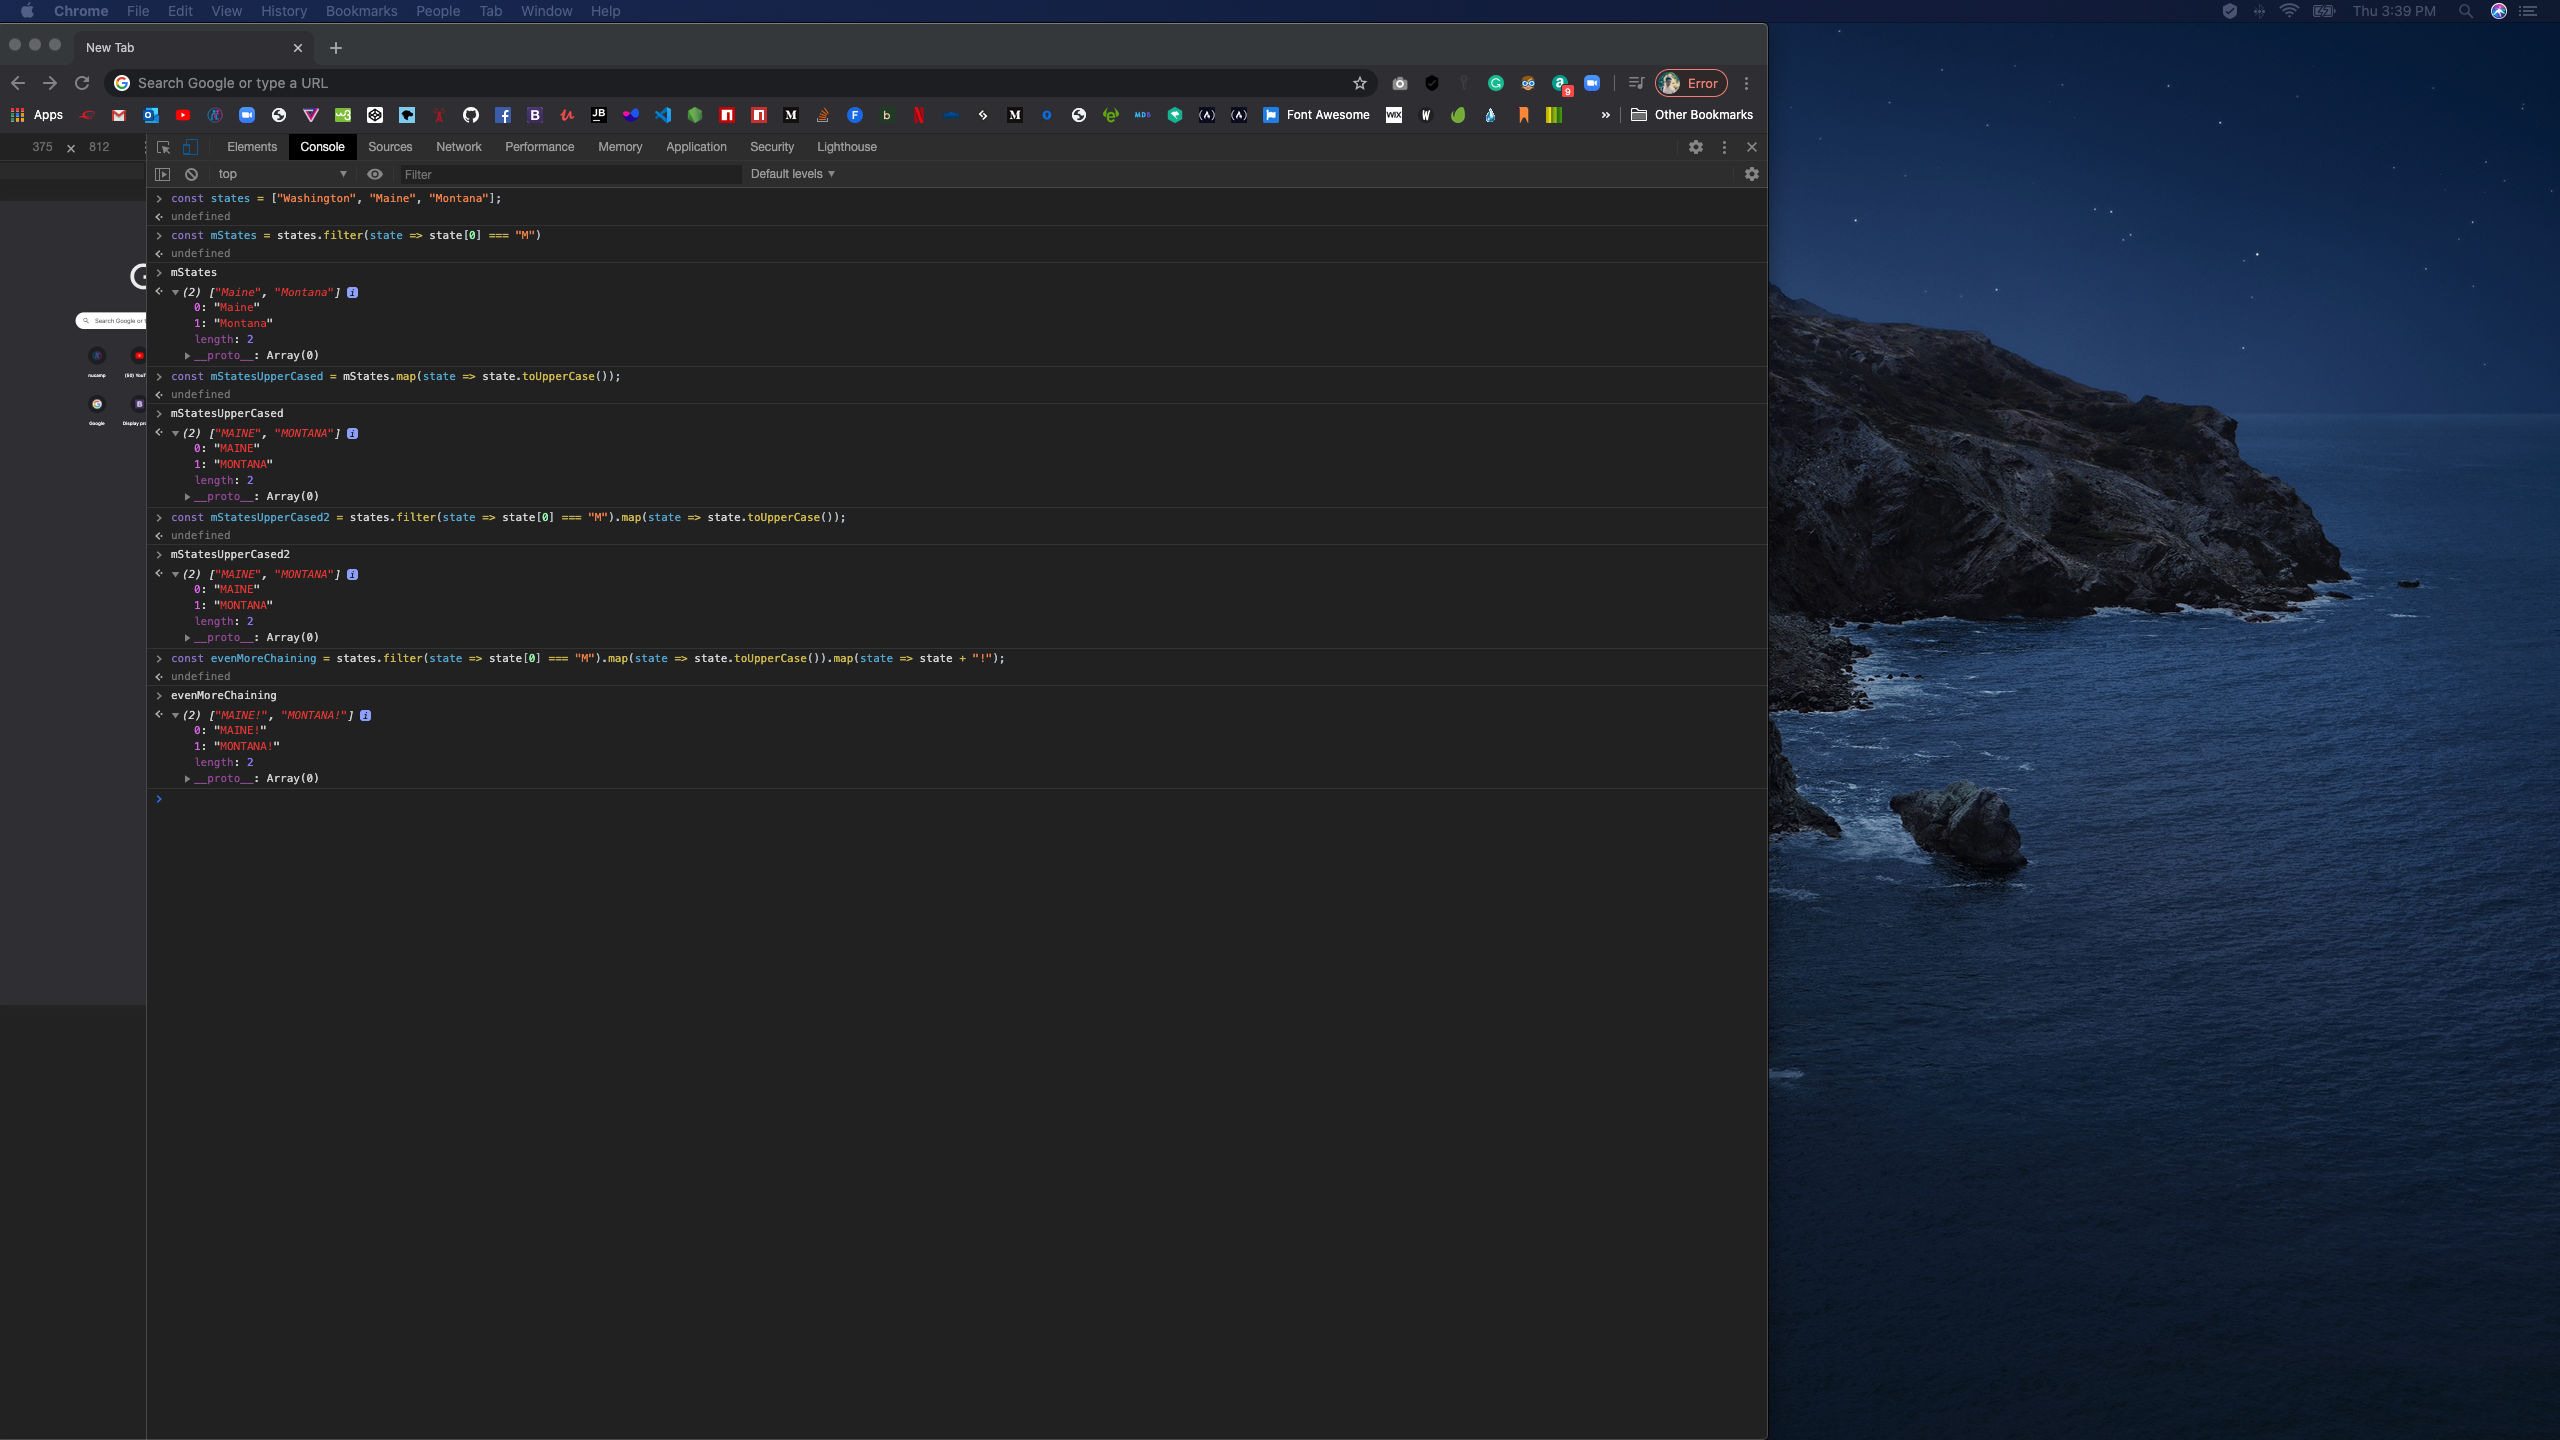 Chrome File Edit View History Bookmarks People Tab Window Help Thu 3:39 PM
New Tab
Search Google or type a URL Error
Apps Font Awesome Other Bookmarks
375 x 812 Elements Console Sources Network Performance Memory Application Security Lighthouse
top Filter Default levels
const states = ["Washington", "Maine", "Montana"];
undefined
const mStates = states.filter(state => state[0] === "M")
undefined
mStates
(2) ["Maine", "Montana"]
0: "Maine"
1: "Montana"
length: 2
__proto__: Array(0)
const mStatesUpperCased = mStates.map(state => state.toUpperCase());
undefined
mStatesUpperCased
(2) ["MAINE", "MONTANA"]
0: "MAINE"
1: "MONTANA"
length: 2
__proto__: Array(0)
const mStatesUpperCased2 = states.filter(state => state[0] === "M").map(state => state.toUpperCase());
undefined
mStatesUpperCased2
(2) ["MAINE", "MONTANA"]
0: "MAINE"
1: "MONTANA"
length: 2
__proto__: Array(0)
const evenMoreChaining = states.filter(state => state[0] === "M").map(state => state.toUpperCase()).map(state => state + "!");
undefined
evenMoreChaining
(2) ["MAINE!", "MONTANA!"]
0: "MAINE!"
1: "MONTANA!"
length: 2
__proto__: Array(0)
Search Google or
nucamp
Google